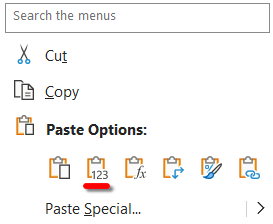 Search the menus
Cut
Copy
Paste Options:
123 fx
Paste Special...